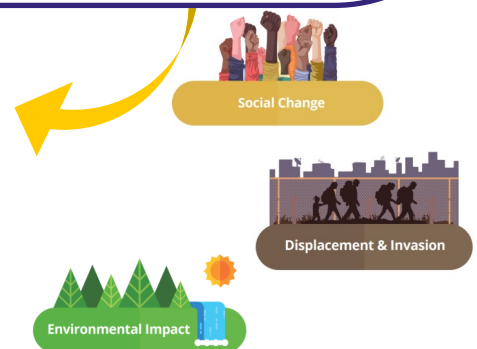 Social Change
Displacement & Invasion
Environmental Impact